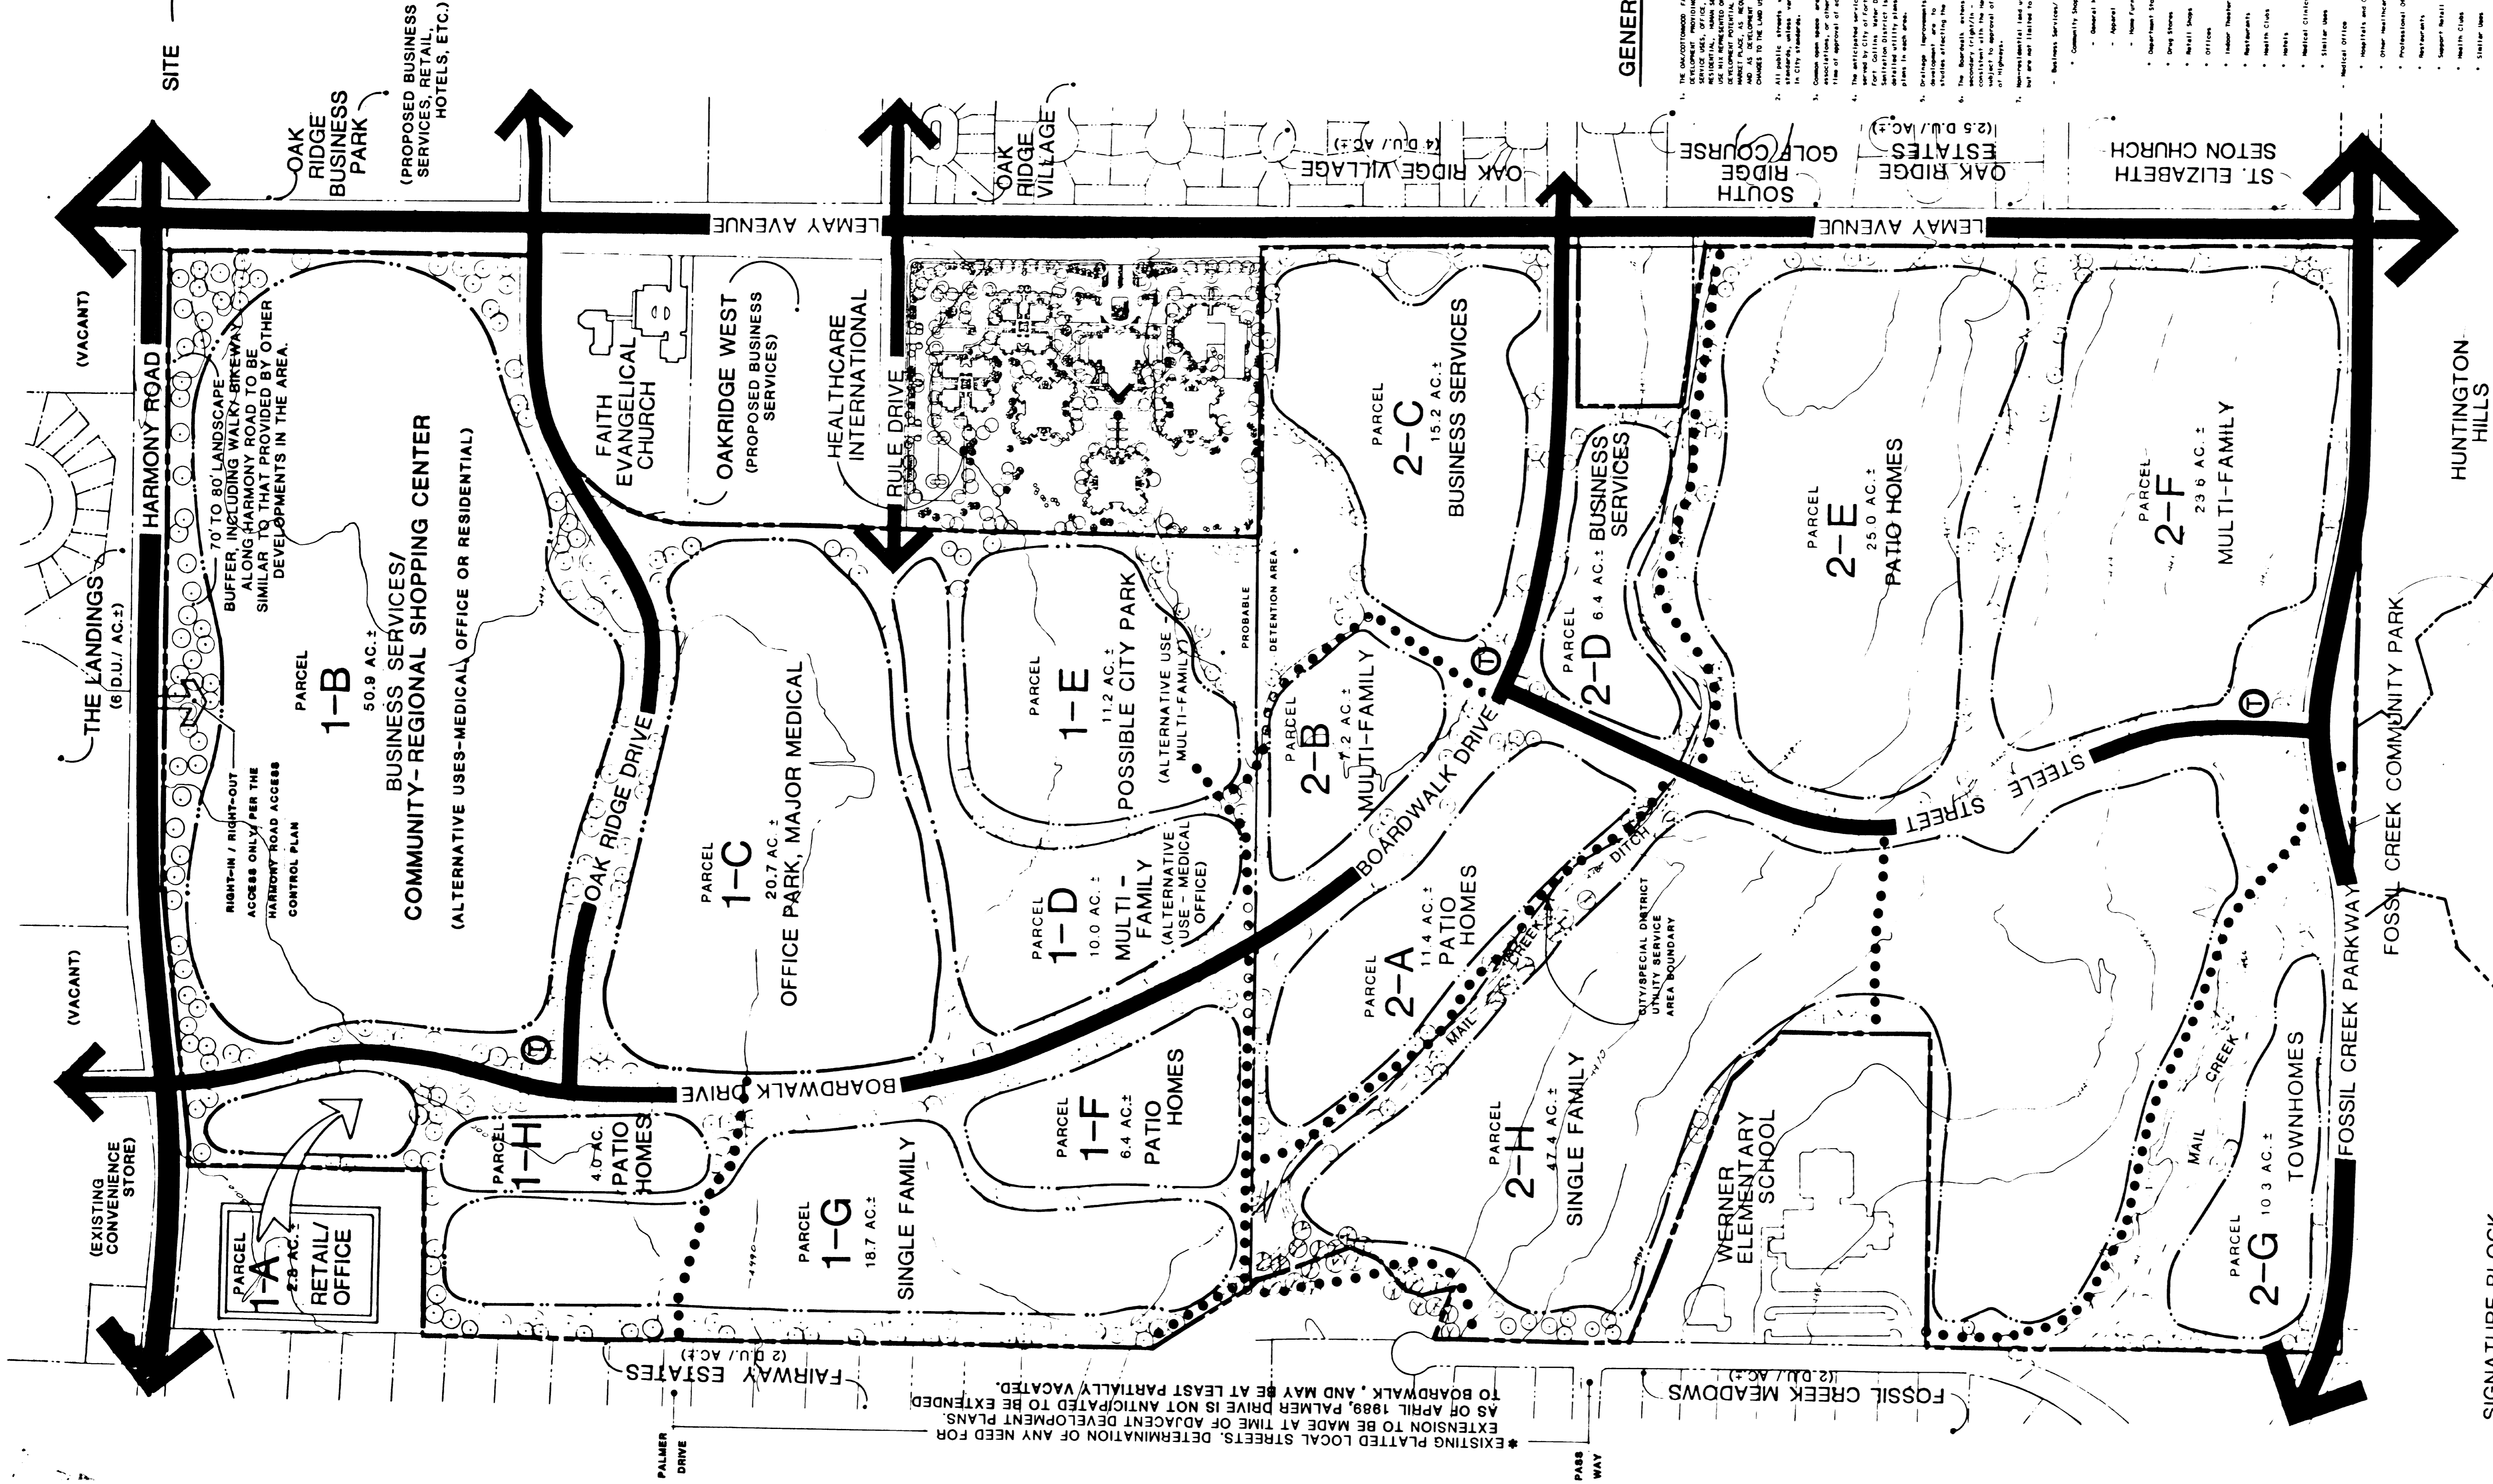 SITE
OAK
RIDGE
BUSINESS
PARK
(PROPOSED BUSINESS
SERVICES, RETAIL,
HOTELS, ETC.)
OAK
RIDGE
VILLAGE
OAK RIDGE VILLAGE
(4 D.U./ AC.±)
SOUTH
RIDGE
GOLF COURSE
OAK RIDGE
ESTATES
(2.5 D.U./ AC.±)
ST. ELIZABETH
SETON CHURCH
GENER
LEMAY AVENUE
LEMAY AVENUE
(VACANT)
HARMONY ROAD
THE LANDINGS
(6 D.U./ AC.±)
(VACANT)
(EXISTING
CONVENIENCE
STORE)
70' TO 80' LANDSCAPE
BUFFER, INCLUDING WALK/ BIKEWAY
ALONG HARMONY ROAD TO BE
SIMILAR TO THAT PROVIDED BY OTHER
DEVELOPMENTS IN THE AREA.
RIGHT-IN / RIGHT-OUT
ACCESS ONLY PER THE
HARMONY ROAD ACCESS
CONTROL PLAN
PARCEL
1-B
50.9 AC.±
BUSINESS SERVICES/
COMMUNITY-REGIONAL SHOPPING CENTER
(ALTERNATIVE USES-MEDICAL, OFFICE OR RESIDENTIAL)
FAITH
EVANGELICAL
CHURCH
OAKRIDGE WEST
(PROPOSED BUSINESS
SERVICES)
HEALTHCARE
INTERNATIONAL
RULE DRIVE
OAK RIDGE DRIVE
PARCEL
1-C
20.7 AC. ±
OFFICE PARK, MAJOR MEDICAL
PARCEL
1-E
11.2 AC. ±
POSSIBLE CITY PARK
(ALTERNATIVE USE -
MULTI-FAMILY)
PROBABLE
DETENTION AREA
PARCEL
1-D
10.0 AC. ±
MULTI -
FAMILY
(ALTERNATIVE
USE - MEDICAL
OFFICE)
PARCEL
1-A
2.8 AC. ±
RETAIL/
OFFICE
PARCEL
1-H
4.0 AC.
PATIO
HOMES
BOARDWALK DRIVE
PARCEL
1-G
18.7 AC.±
SINGLE FAMILY
PARCEL
1-F
6.4 AC.±
PATIO
HOMES
PARCEL
2-C
15.2 AC.±
BUSINESS SERVICES
PARCEL
2-B
7.2 AC.±
MULTI-FAMILY
BOARDWALK DRIVE
PARCEL
2-D
6.4 AC.±
BUSINESS
SERVICES
PARCEL
2-A
11.4 AC.±
PATIO
HOMES
MAIL
CREEK
DITCH
CITY/SPECIAL DISTRICT
UTILITY SERVICE
AREA BOUNDARY
PARCEL
2-E
25.0 AC.±
PATIO HOMES
PARCEL
2-F
23.6 AC.±
MULTI-FAMILY
STEELE STREET
PARCEL
2-H
47.4 AC.±
SINGLE FAMILY
WERNER
ELEMENTARY
SCHOOL
MAIL
CREEK
PARCEL
2-G
10.3 AC.±
TOWNHOMES
FOSSIL CREEK PARKWAY
FOSSIL CREEK COMMUNITY PARK
HUNTINGTON
HILLS
FAIRWAY ESTATES
(2 D.U./ AC.±)
FOSSIL CREEK MEADOWS
(2 D.U./ AC.±)
PALMER
DRIVE
PASS
WAY
* EXISTING PLATTED LOCAL STREETS. DETERMINATION OF ANY NEED FOR
EXTENSION TO BE MADE AT TIME OF ADJACENT DEVELOPMENT PLANS.
AS OF APRIL 1989, PALMER DRIVE IS NOT ANTICIPATED TO BE EXTENDED
TO BOARDWALK , AND MAY BE AT LEAST PARTIALLY VACATED.
SIGNATURE BLOCK